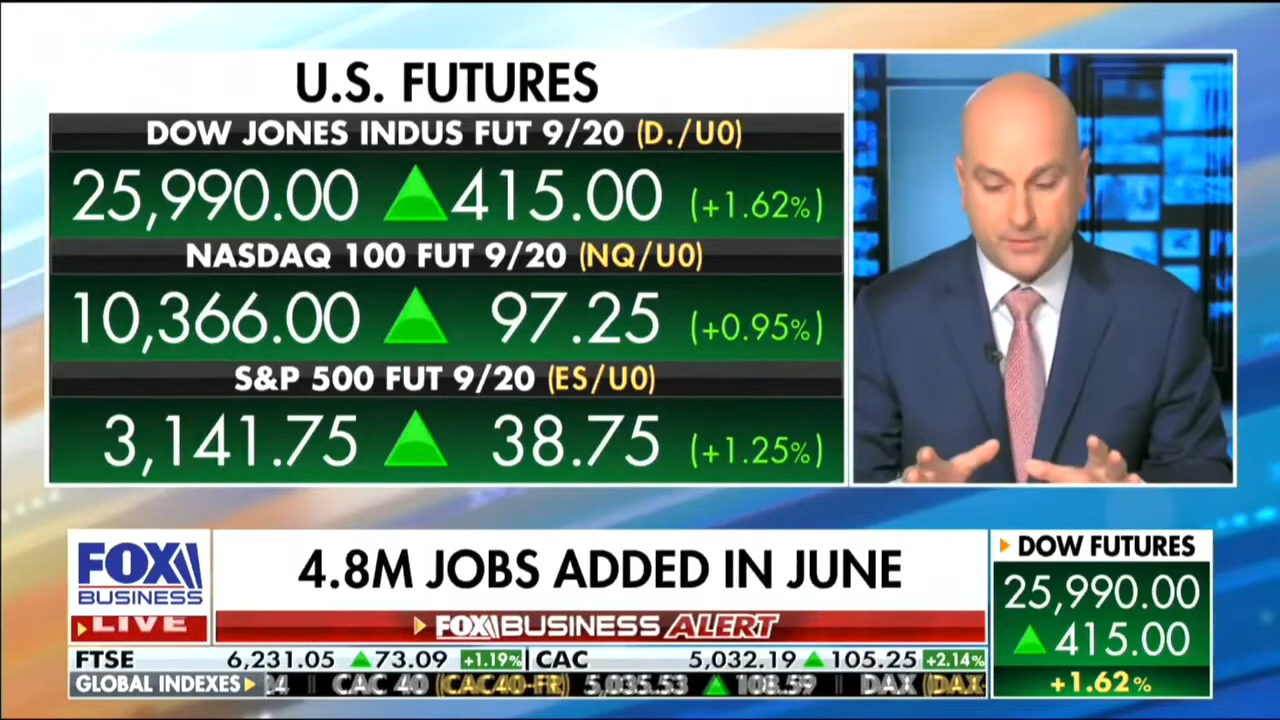 U.S. FUTURES
DOW JONES INDUS FUT 9/20 (D./U0)
25,990.00 ▲ 415.00 (+1.62%)
NASDAQ 100 FUT 9/20 (NQ/U0)
10,366.00 ▲ 97.25 (+0.95%)
S&P 500 FUT 9/20 (ES/U0)
3,141.75 ▲ 38.75 (+1.25%)
FOX BUSINESS
LIVE
4.8M JOBS ADDED IN JUNE
FOX BUSINESS ALERT
DOW FUTURES
25,990.00
▲ 415.00
+1.62%
FTSE 6,231.05 ▲ 73.09 +1.19% CAC 5,032.19 ▲ 105.25 +2.14%
GLOBAL INDEXES CAC 40 (CAC40-FR) 5,035.53 ▲ 108.59 DAX (DAX